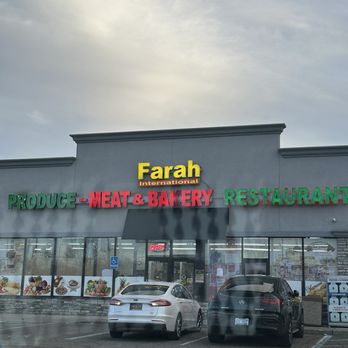 Farah
International
PRODUCE - MEAT & BAKERY RESTAURANT